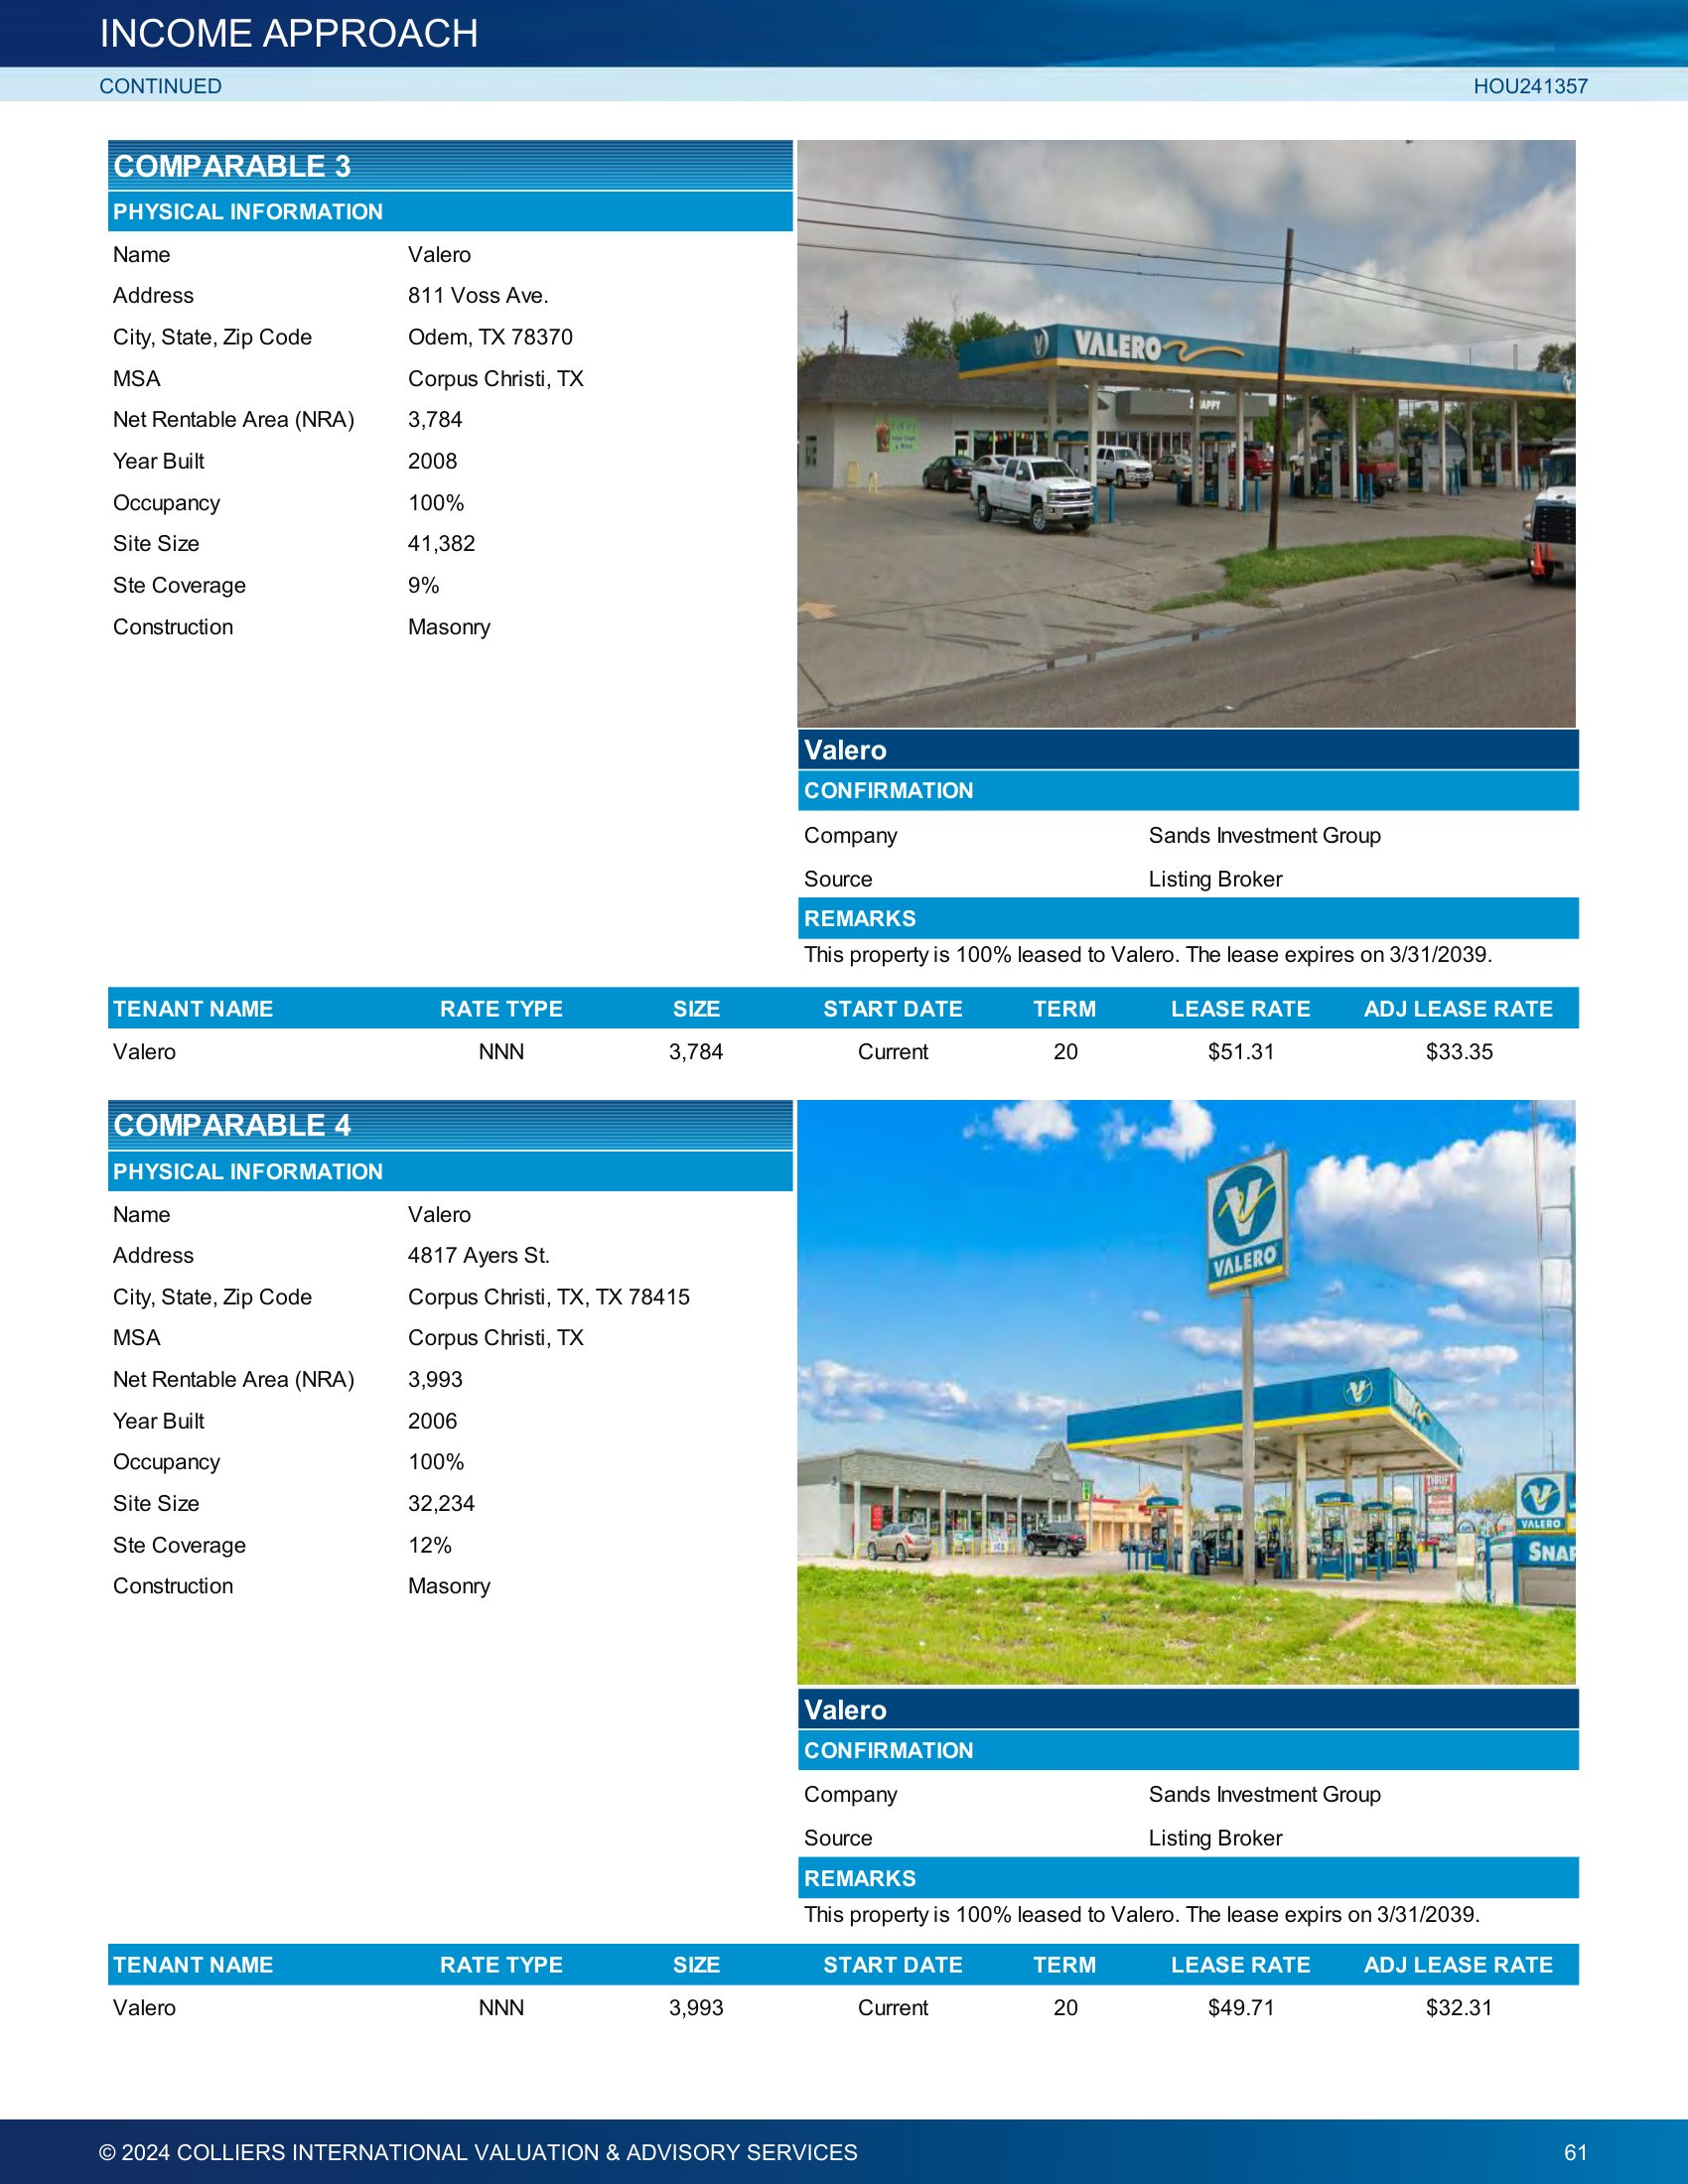 INCOME APPROACH
CONTINUED HOU241357
COMPARABLE 3
PHYSICAL INFORMATION
Name Valero
Address 811 Voss Ave.
City, State, Zip Code Odem, TX 78370
MSA Corpus Christi, TX
Net Rentable Area (NRA) 3,784
Year Built 2008
Occupancy 100%
Site Size 41,382
Ste Coverage 9%
Construction Masonry
VALERO
Valero
CONFIRMATION
Company Sands Investment Group
Source Listing Broker
REMARKS
This property is 100% leased to Valero. The lease expires on 3/31/2039.
TENANT NAME RATE TYPE SIZE START DATE TERM LEASE RATE ADJ LEASE RATE
Valero NNN 3,784 Current 20 $51.31 $33.35
COMPARABLE 4
PHYSICAL INFORMATION
Name Valero
Address 4817 Ayers St.
City, State, Zip Code Corpus Christi, TX, TX 78415
MSA Corpus Christi, TX
Net Rentable Area (NRA) 3,993
Year Built 2006
Occupancy 100%
Site Size 32,234
Ste Coverage 12%
Construction Masonry
VALERO
THRIFT
VALERO
Valero
CONFIRMATION
Company Sands Investment Group
Source Listing Broker
REMARKS
This property is 100% leased to Valero. The lease expirs on 3/31/2039.
TENANT NAME RATE TYPE SIZE START DATE TERM LEASE RATE ADJ LEASE RATE
Valero NNN 3,993 Current 20 $49.71 $32.31
© 2024 COLLIERS INTERNATIONAL VALUATION & ADVISORY SERVICES 61